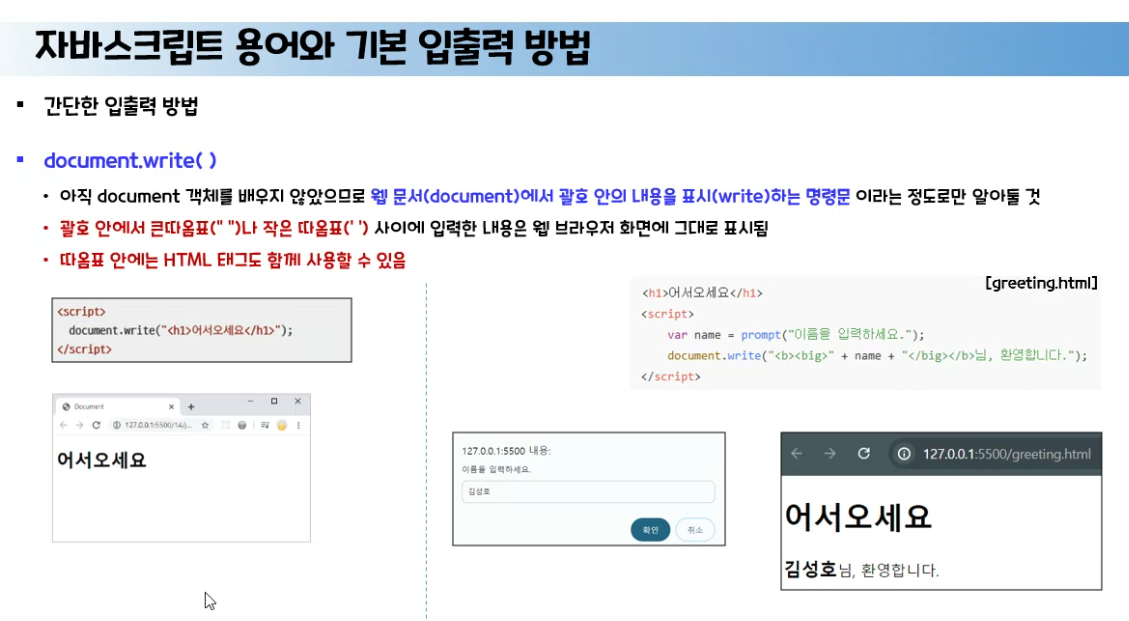 자바스크립트 용어와 기본 입출력 방법
▪ 간단한 입출력 방법
▪ document.write( )
• 아직 document 객체를 배우지 않았으므로 웹 문서(document)에서 괄호 안의 내용을 표시(write)하는 명령문 이라는 정도로만 알아둘 것
• 괄호 안에서 큰따옴표(" ")나 작은 따옴표(' ') 사이에 입력한 내용은 웹 브라우저 화면에 그대로 표시됨
• 따옴표 안에는 HTML 태그도 함께 사용할 수 있음
<script>
document.write("<h1>어서오세요</h1>");
</script>
Document
127.0.0.1:5500/14/j...
어서오세요
[greeting.html]
<h1>어서오세요</h1>
<script>
var name = prompt("이름을 입력하세요.");
document.write("<b><big>" + name + "</big></b>님, 환영합니다.");
</script>
127.0.0.1:5500 내용:
이름을 입력하세요.
김성호
확인 취소
127.0.0.1:5500/greeting.html
어서오세요
김성호님, 환영합니다.